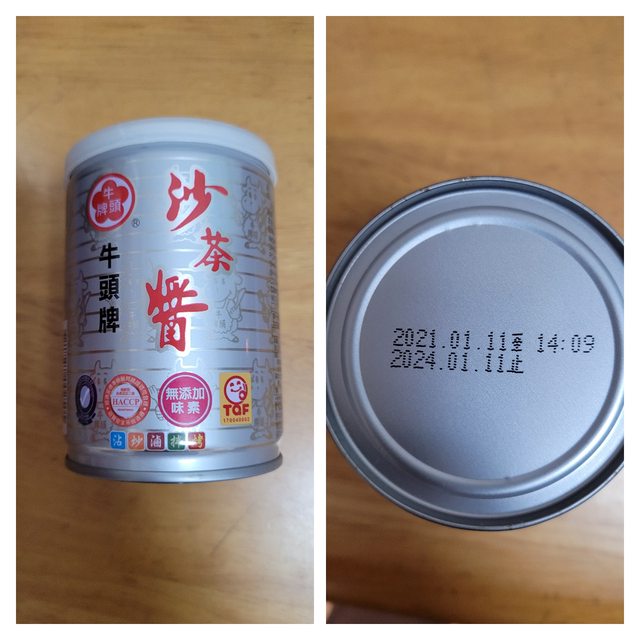 牛頭牌
®
沙茶醬
牛頭牌
HACCP
無添加
味素
TQF
沾炒滷拌烤
2021.01.11至 14:09
2024.01.11止